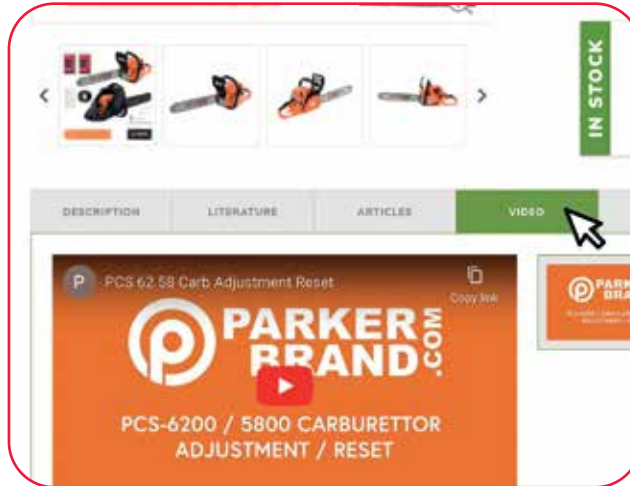 IN STOCK
DESCRIPTION
LITERATURE
ARTICLES
VIDEO
P
PCS 62 58 Carb Adjustment Reset
Copy link
PARKER
BRAND
.COM
PCS-6200 / 5800 CARBURETTOR
ADJUSTMENT / RESET